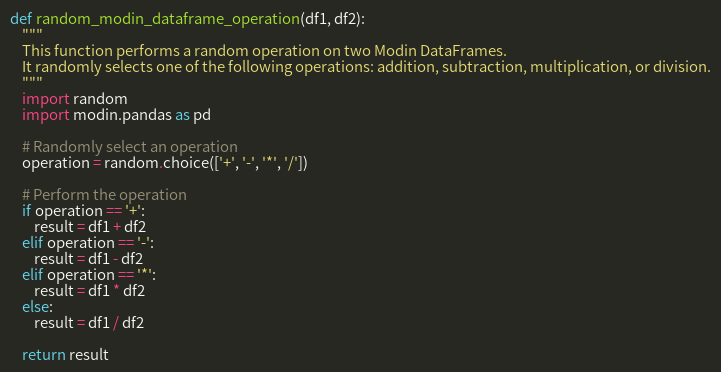 def random_modin_dataframe_operation(df1, df2):
    """
    This function performs a random operation on two Modin DataFrames.
    It randomly selects one of the following operations: addition, subtraction, multiplication, or division.
    """
    import random
    import modin.pandas as pd

    # Randomly select an operation
    operation = random.choice(['+', '-', '*', '/'])

    # Perform the operation
    if operation == '+':
        result = df1 + df2
    elif operation == '-':
        result = df1 - df2
    elif operation == '*':
        result = df1 * df2
    else:
        result = df1 / df2

    return result